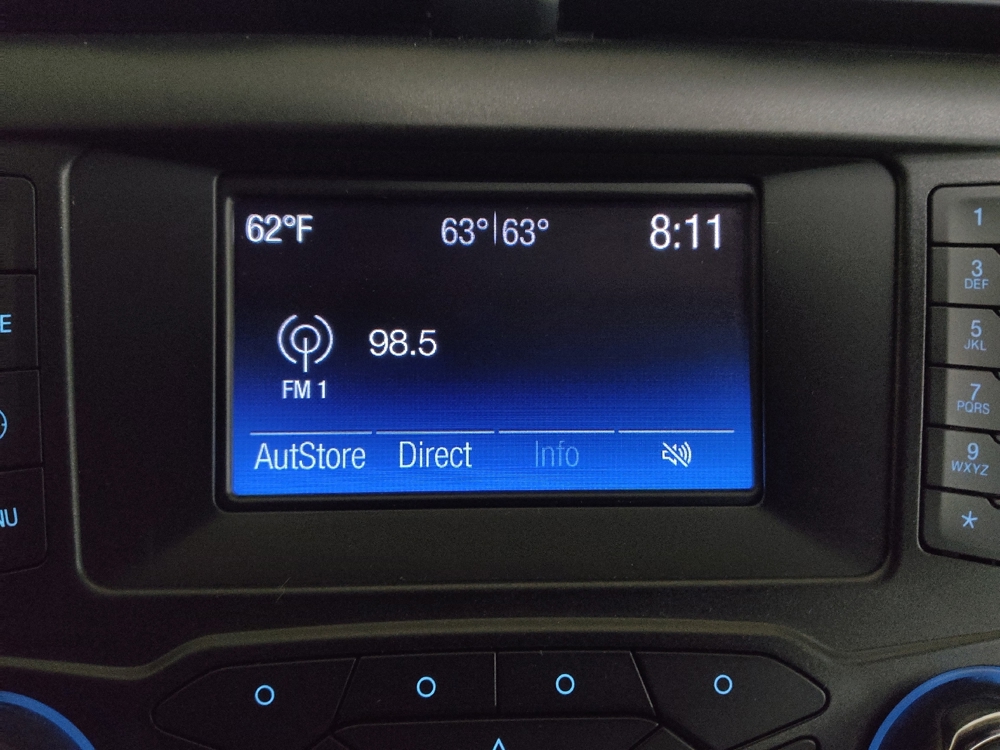 62°F 63°|63° 8:11
98.5
FM 1
AutStore Direct Info
E
NU
1
3
DEF
5
JKL
7
PQRS
9
WXYZ
*